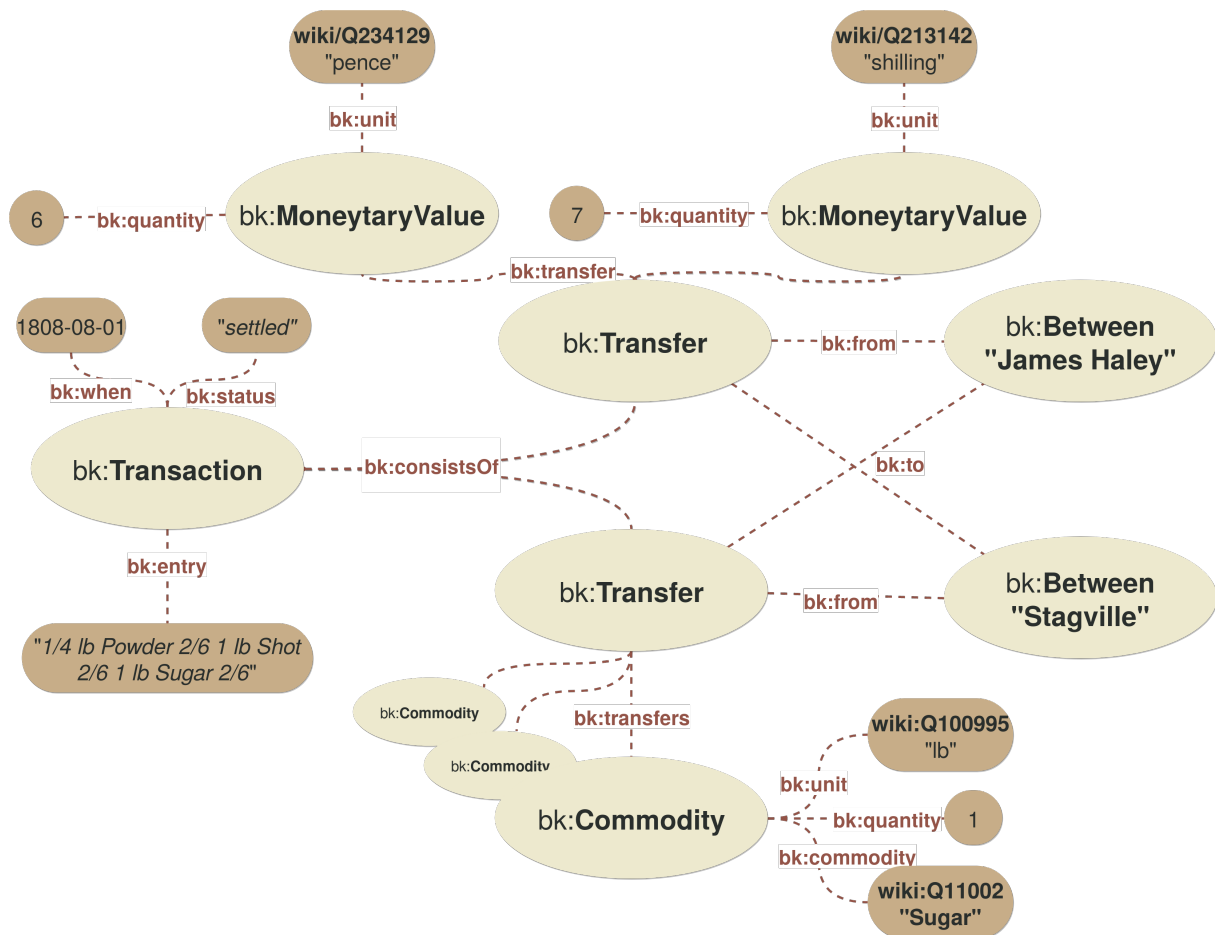 wiki/Q234129
"pence"
wiki/Q213142
"shilling"
bk:unit
bk:unit
6
bk:quantity
bk:MoneytaryValue
7
bk:quantity
bk:MoneytaryValue
bk:transfer
1808-08-01
"settled"
bk:when
bk:status
bk:Transfer
bk:from
bk:Between
"James Haley"
bk:Transaction
bk:consistsOf
bk:to
bk:entry
bk:Transfer
bk:from
bk:Between
"Stagville"
"1/4 lb Powder 2/6 1 lb Shot
2/6 1 lb Sugar 2/6"
bk:Commodity
bk:transfers
bk:Commodity
bk:Commodity
wiki:Q100995
"lb"
bk:unit
bk:quantity
1
bk:commodity
wiki:Q11002
"Sugar"